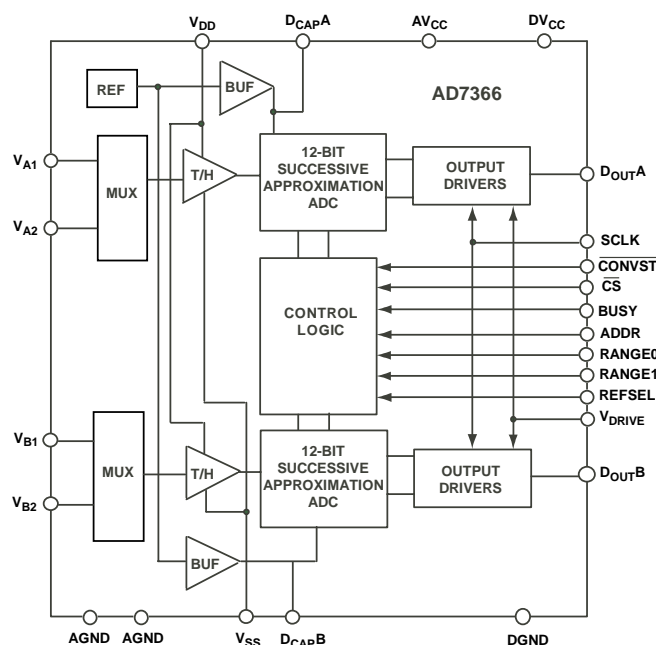 VDD
DCAPA
AVCC
DVCC
REF
BUF
AD7366
VA1
VA2
MUX
T/H
12-BIT
SUCCESSIVE
APPROXIMATION
ADC
OUTPUT
DRIVERS
DOUTA
SCLK
CONVST
CS
BUSY
ADDR
RANGE0
RANGE1
REFSEL
VDRIVE
CONTROL
LOGIC
VB1
VB2
MUX
T/H
12-BIT
SUCCESSIVE
APPROXIMATION
ADC
OUTPUT
DRIVERS
DOUTB
BUF
AGND
AGND
VSS
DCAPB
DGND